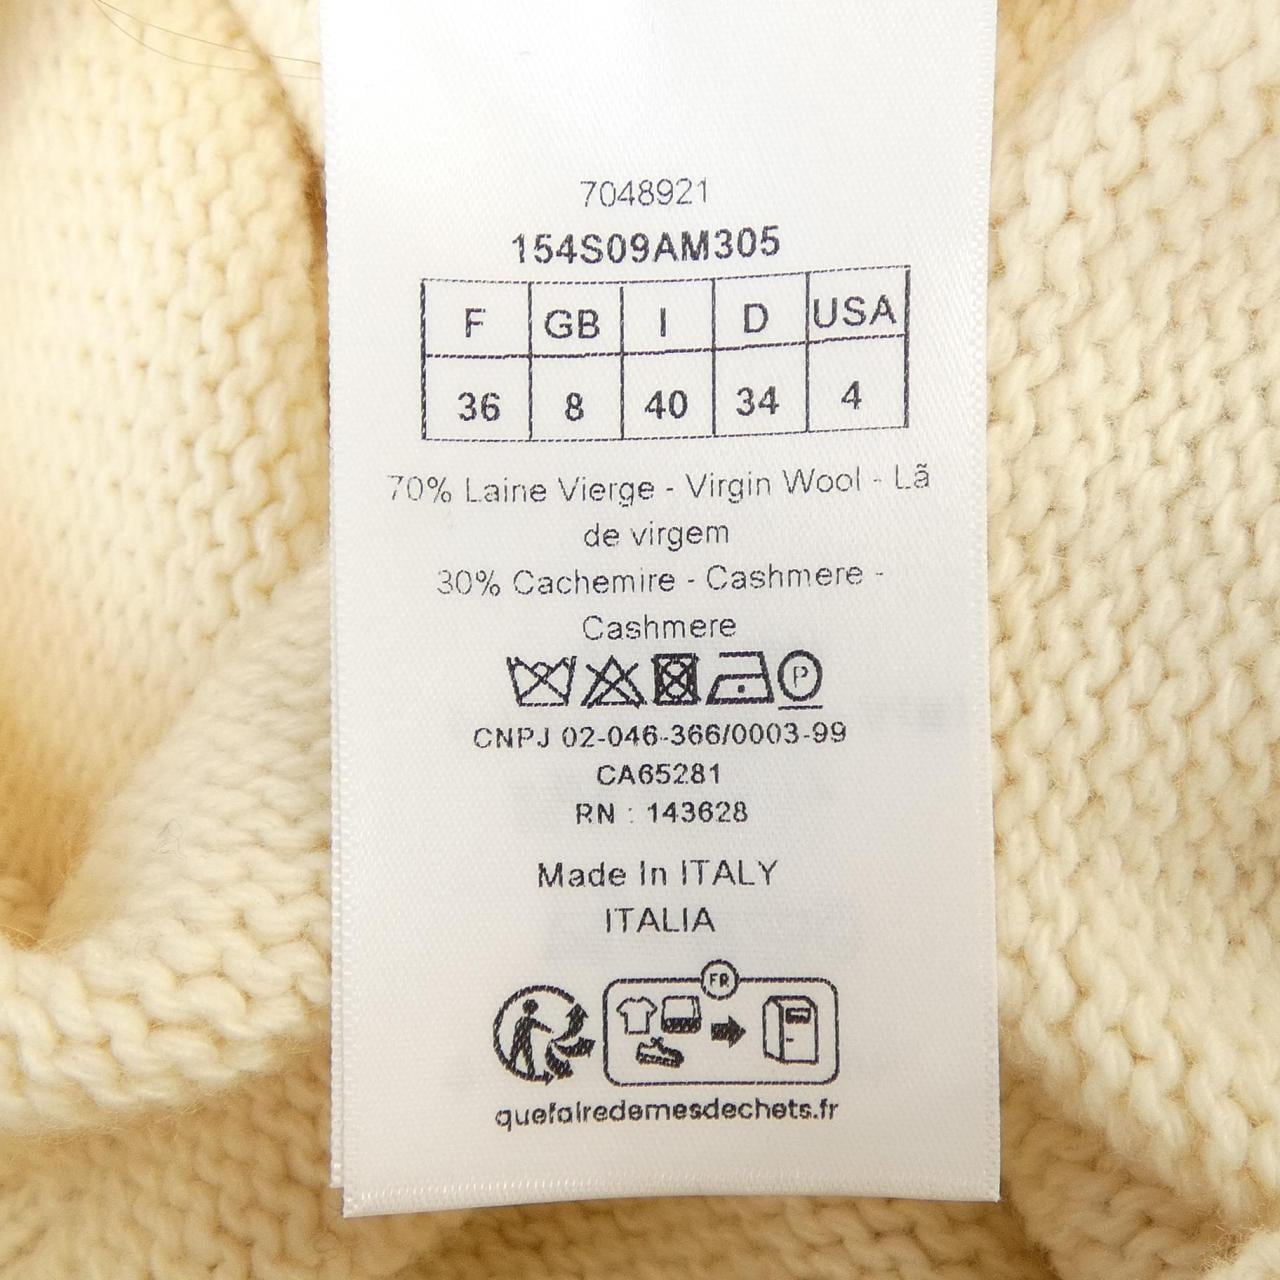 7048921
154S09AM305
F GB I D USA
36 8 40 34 4
70% Laine Vierge - Virgin Wool - Lã
de virgem
30% Cachemire - Cashmere -
Cashmere
P
CNPJ 02-046-366/0003-99
CA65281
RN : 143628
Made In ITALY
ITALIA
FR
quefairedemesdechets.fr